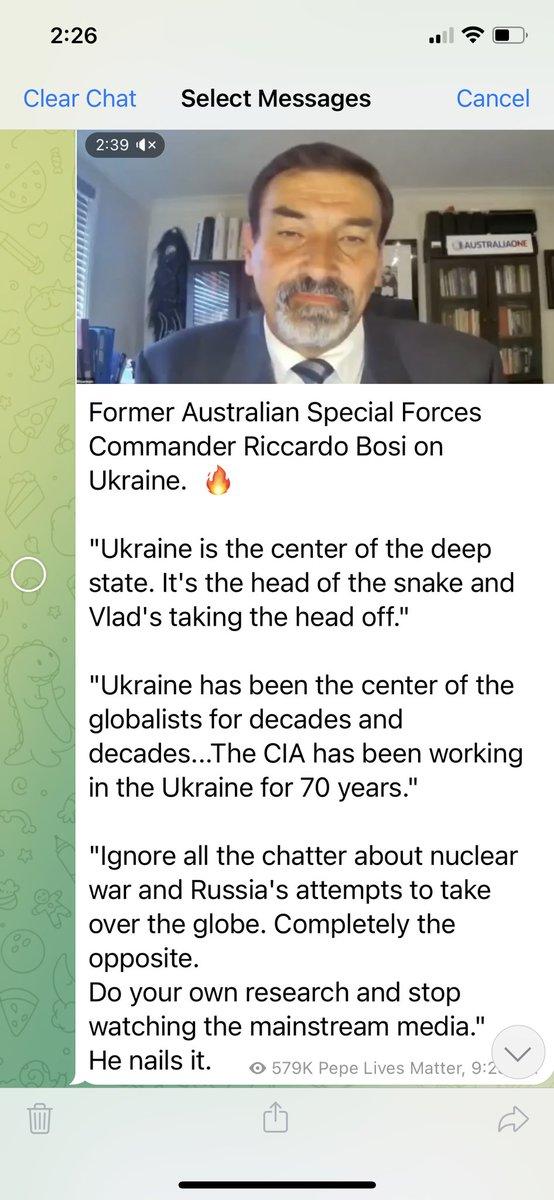 2:26
Clear Chat Select Messages Cancel
2:39
AUSTRALIAONE
Former Australian Special Forces
Commander Riccardo Bosi on
Ukraine. 🔥
"Ukraine is the center of the deep
state. It's the head of the snake and
Vlad's taking the head off."
"Ukraine has been the center of the
globalists for decades and
decades...The CIA has been working
in the Ukraine for 70 years."
"Ignore all the chatter about nuclear
war and Russia's attempts to take
over the globe. Completely the
opposite.
Do your own research and stop
watching the mainstream media."
He nails it. 579K Pepe Lives Matter,